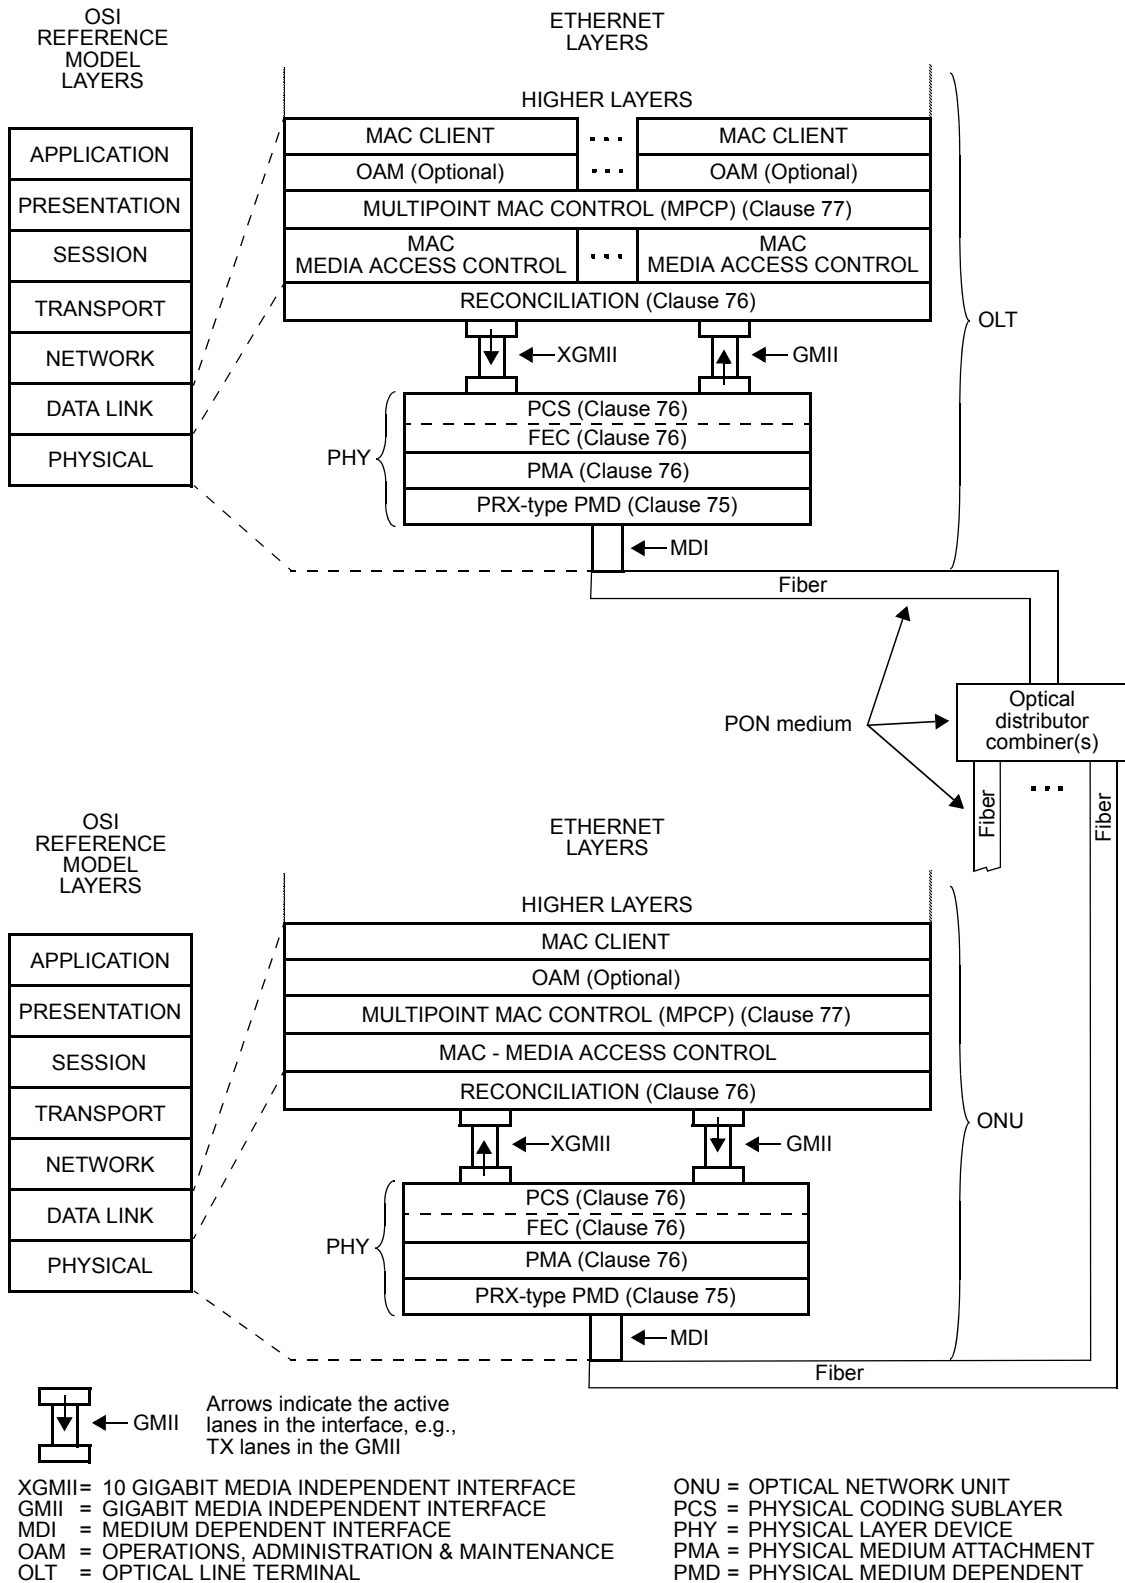 OSI
REFERENCE
MODEL
LAYERS
ETHERNET
LAYERS
HIGHER LAYERS
APPLICATION
PRESENTATION
SESSION
TRANSPORT
NETWORK
DATA LINK
PHYSICAL
MAC CLIENT ... MAC CLIENT
OAM (Optional) ... OAM (Optional)
MULTIPOINT MAC CONTROL (MPCP) (Clause 77)
MAC
MEDIA ACCESS CONTROL
...
MAC
MEDIA ACCESS CONTROL
RECONCILIATION (Clause 76)
XGMII
GMII
OLT
PHY
PCS (Clause 76)
FEC (Clause 76)
PMA (Clause 76)
PRX-type PMD (Clause 75)
MDI
Fiber
PON medium
Optical
distributor
combiner(s)
Fiber
...
Fiber
OSI
REFERENCE
MODEL
LAYERS
ETHERNET
LAYERS
HIGHER LAYERS
APPLICATION
PRESENTATION
SESSION
TRANSPORT
NETWORK
DATA LINK
PHYSICAL
MAC CLIENT
OAM (Optional)
MULTIPOINT MAC CONTROL (MPCP) (Clause 77)
MAC - MEDIA ACCESS CONTROL
RECONCILIATION (Clause 76)
XGMII
GMII
ONU
PHY
PCS (Clause 76)
FEC (Clause 76)
PMA (Clause 76)
PRX-type PMD (Clause 75)
MDI
Fiber
GMII
Arrows indicate the active
lanes in the interface, e.g.,
TX lanes in the GMII
XGMII= 10 GIGABIT MEDIA INDEPENDENT INTERFACE
GMII = GIGABIT MEDIA INDEPENDENT INTERFACE
MDI = MEDIUM DEPENDENT INTERFACE
OAM = OPERATIONS, ADMINISTRATION & MAINTENANCE
OLT = OPTICAL LINE TERMINAL
ONU = OPTICAL NETWORK UNIT
PCS = PHYSICAL CODING SUBLAYER
PHY = PHYSICAL LAYER DEVICE
PMA = PHYSICAL MEDIUM ATTACHMENT
PMD = PHYSICAL MEDIUM DEPENDENT